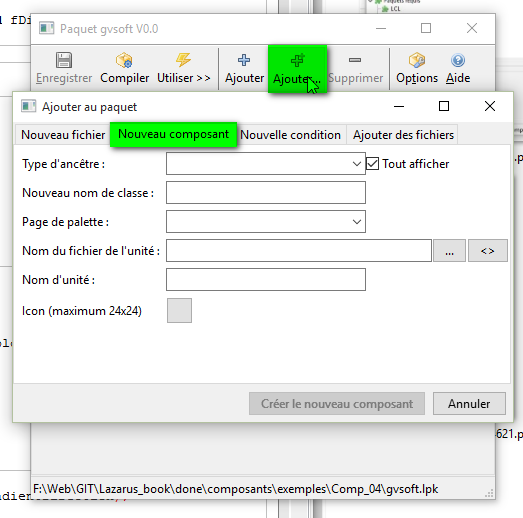 Paquets requis
LCL
Paquet gvsoft V0.0
Enregistrer Compiler Utiliser >> Ajouter Ajouter... Supprimer Options Aide
Ajouter au paquet
Nouveau fichier Nouveau composant Nouvelle condition Ajouter des fichiers
Type d'ancêtre : Tout afficher
Nouveau nom de classe :
Page de palette :
Nom du fichier de l'unité : ... <>
Nom d'unité :
Icon (maximum 24x24)
Créer le nouveau composant Annuler
4621.p
F:\Web\GIT\Lazarus_book\done\composants\exemples\Comp_04\gvsoft.lpk